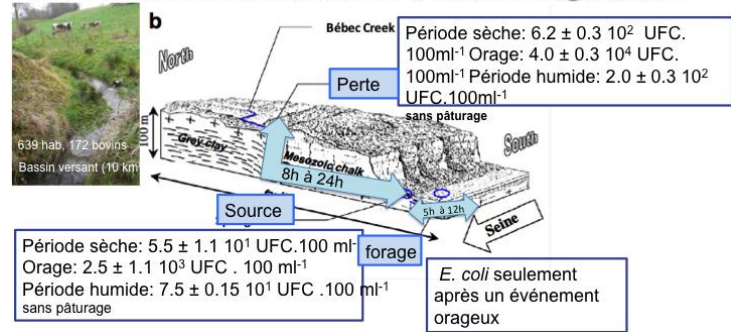 b
Bébec Creek
Période sèche: 6.2 ± 0.3 10² UFC.
100ml⁻¹ Orage: 4.0 ± 0.3 10⁴ UFC.
100ml⁻¹ Période humide: 2.0 ± 0.3 10²
UFC.100ml⁻¹
sans pâturage
North
Perte
100 m
639 hab, 172 bovins
Bassin versant (10 km
Grey clay
Mesozoic chalk
South
8h à 24h
Source
5h à 12h
forage
Seine
Période sèche: 5.5 ± 1.1 10¹ UFC.100 ml⁻
Orage: 2.5 ± 1.1 10³ UFC . 100 ml⁻¹
Période humide: 7.5 ± 0.15 10¹ UFC .100 ml⁻¹
sans pâturage
E. coli seulement
après un événement
orageux